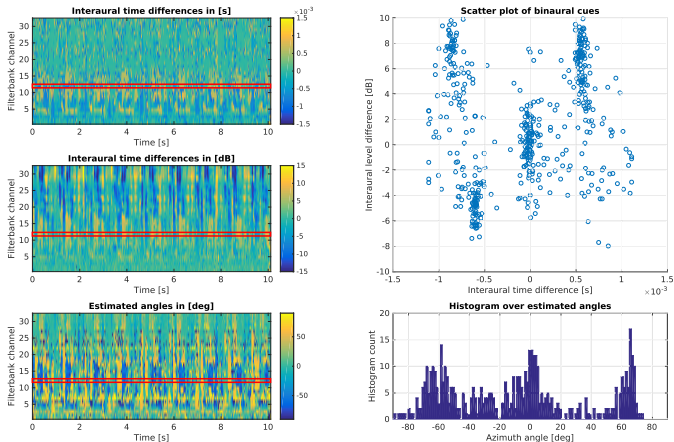 Interaural time differences in [s]
×10⁻³
Filterbank channel
30
25
20
15
10
5
0 2 4 6 8 10
Time [s]
1.5
1
0.5
0
-0.5
-1
-1.5
Interaural time differences in [dB]
Filterbank channel
30
25
20
15
10
5
0 2 4 6 8 10
Time [s]
15
10
5
0
-5
-10
-15
Estimated angles in [deg]
Filterbank channel
30
25
20
15
10
5
0 2 4 6 8 10
Time [s]
50
0
-50
Scatter plot of binaural cues
Interaural level difference [dB]
10
8
6
4
2
0
-2
-4
-6
-8
-10
-1.5 -1 -0.5 0 0.5 1 1.5
Interaural time difference [s]
×10⁻³
Histogram over estimated angles
Histogram count
20
15
10
5
0
-80 -60 -40 -20 0 20 40 60 80
Azimuth angle [deg]